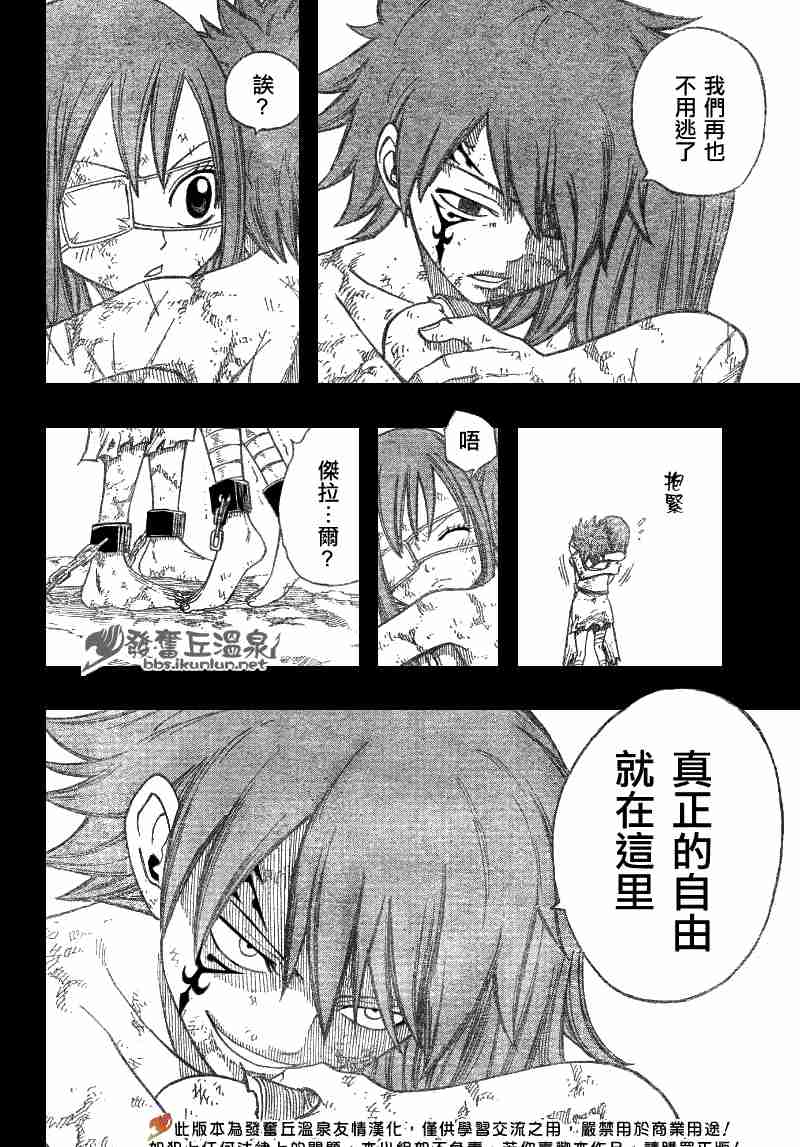 我們再也
不用逃了
誒？
抱緊
唔
傑拉…爾？
發奮丘溫泉
bbs.ikunlun.net
真正的自由
就在這里
此版本為發奮丘溫泉友情漢化，僅供學習交流之用，嚴禁用於商業用途！